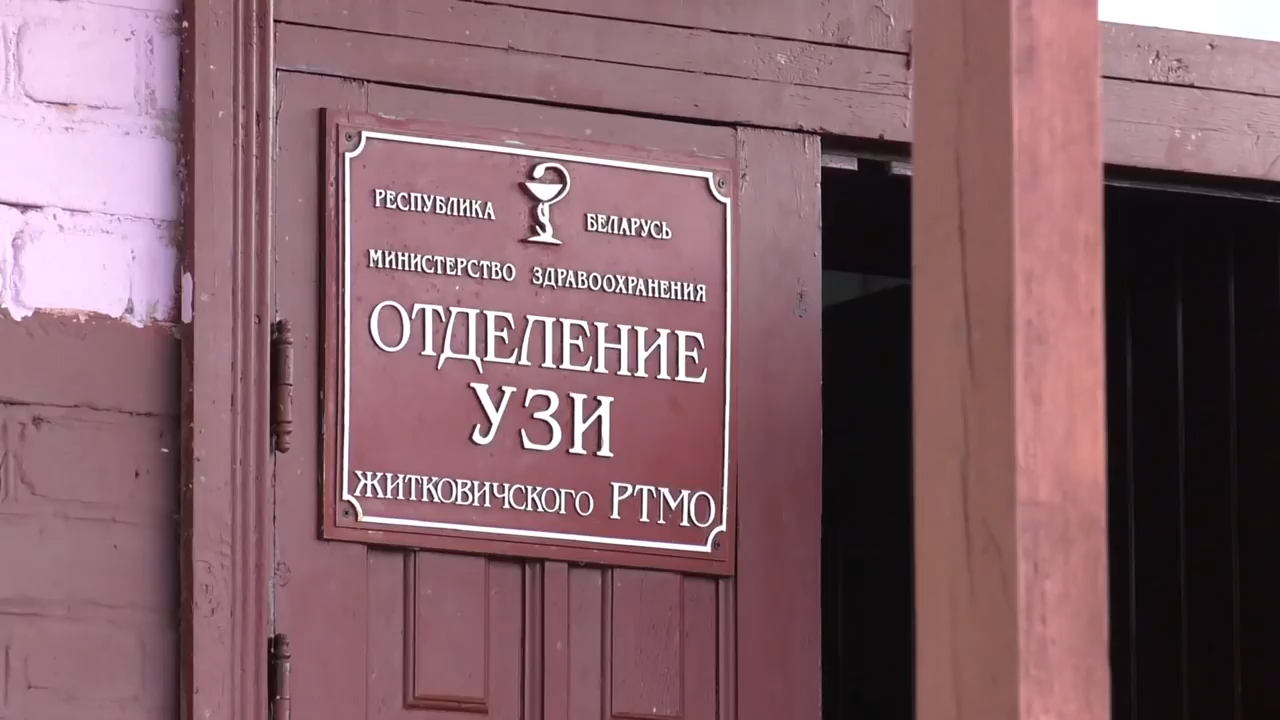 РЕСПУБЛИКА БЕЛАРУСЬ
МИНИСТЕРСТВО ЗДРАВООХРАНЕНИЯ
ОТДЕЛЕНИЕ
УЗИ
ЖИТКОВИЧСКОГО РТМО